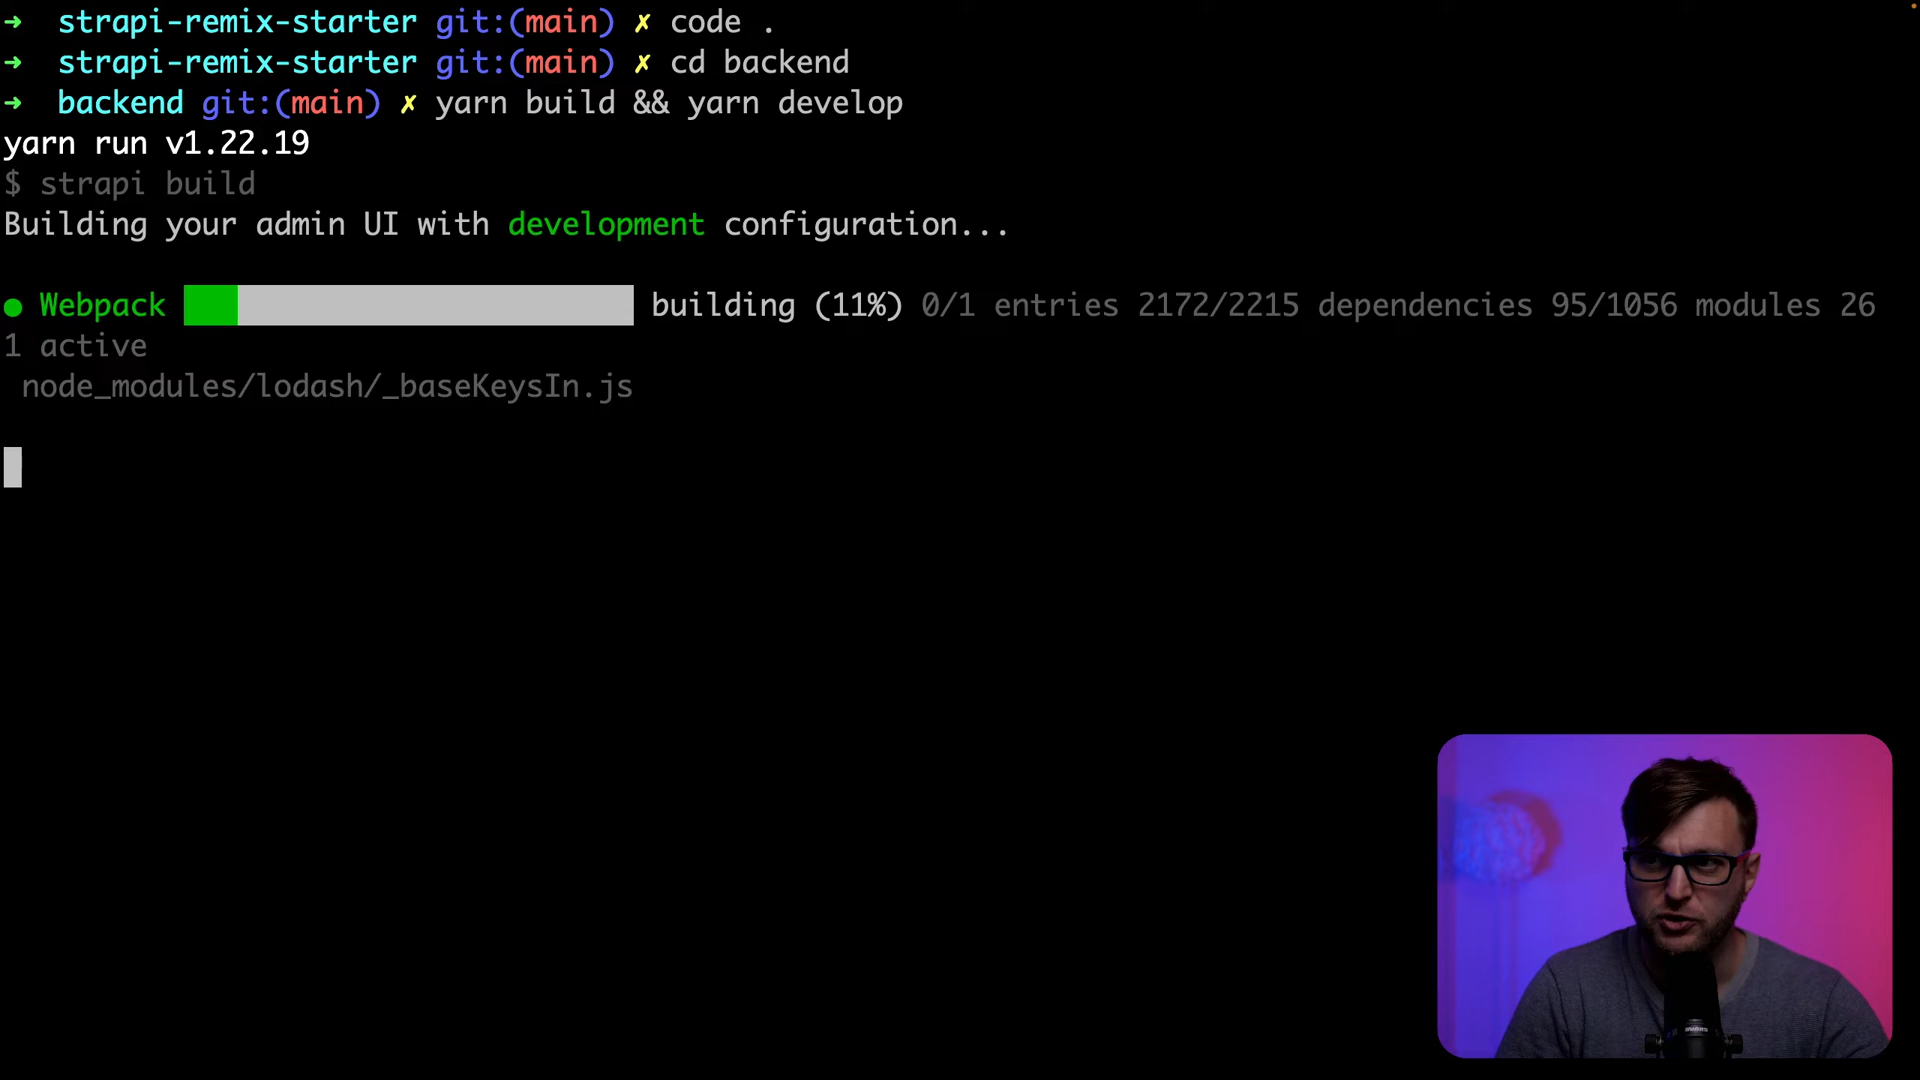 → strapi-remix-starter git:(main) ✗ code .
→ strapi-remix-starter git:(main) ✗ cd backend
→ backend git:(main) ✗ yarn build && yarn develop
yarn run v1.22.19
$ strapi build
Building your admin UI with development configuration...
● Webpack building (11%) 0/1 entries 2172/2215 dependencies 95/1056 modules 26
1 active
node_modules/lodash/_baseKeysIn.js